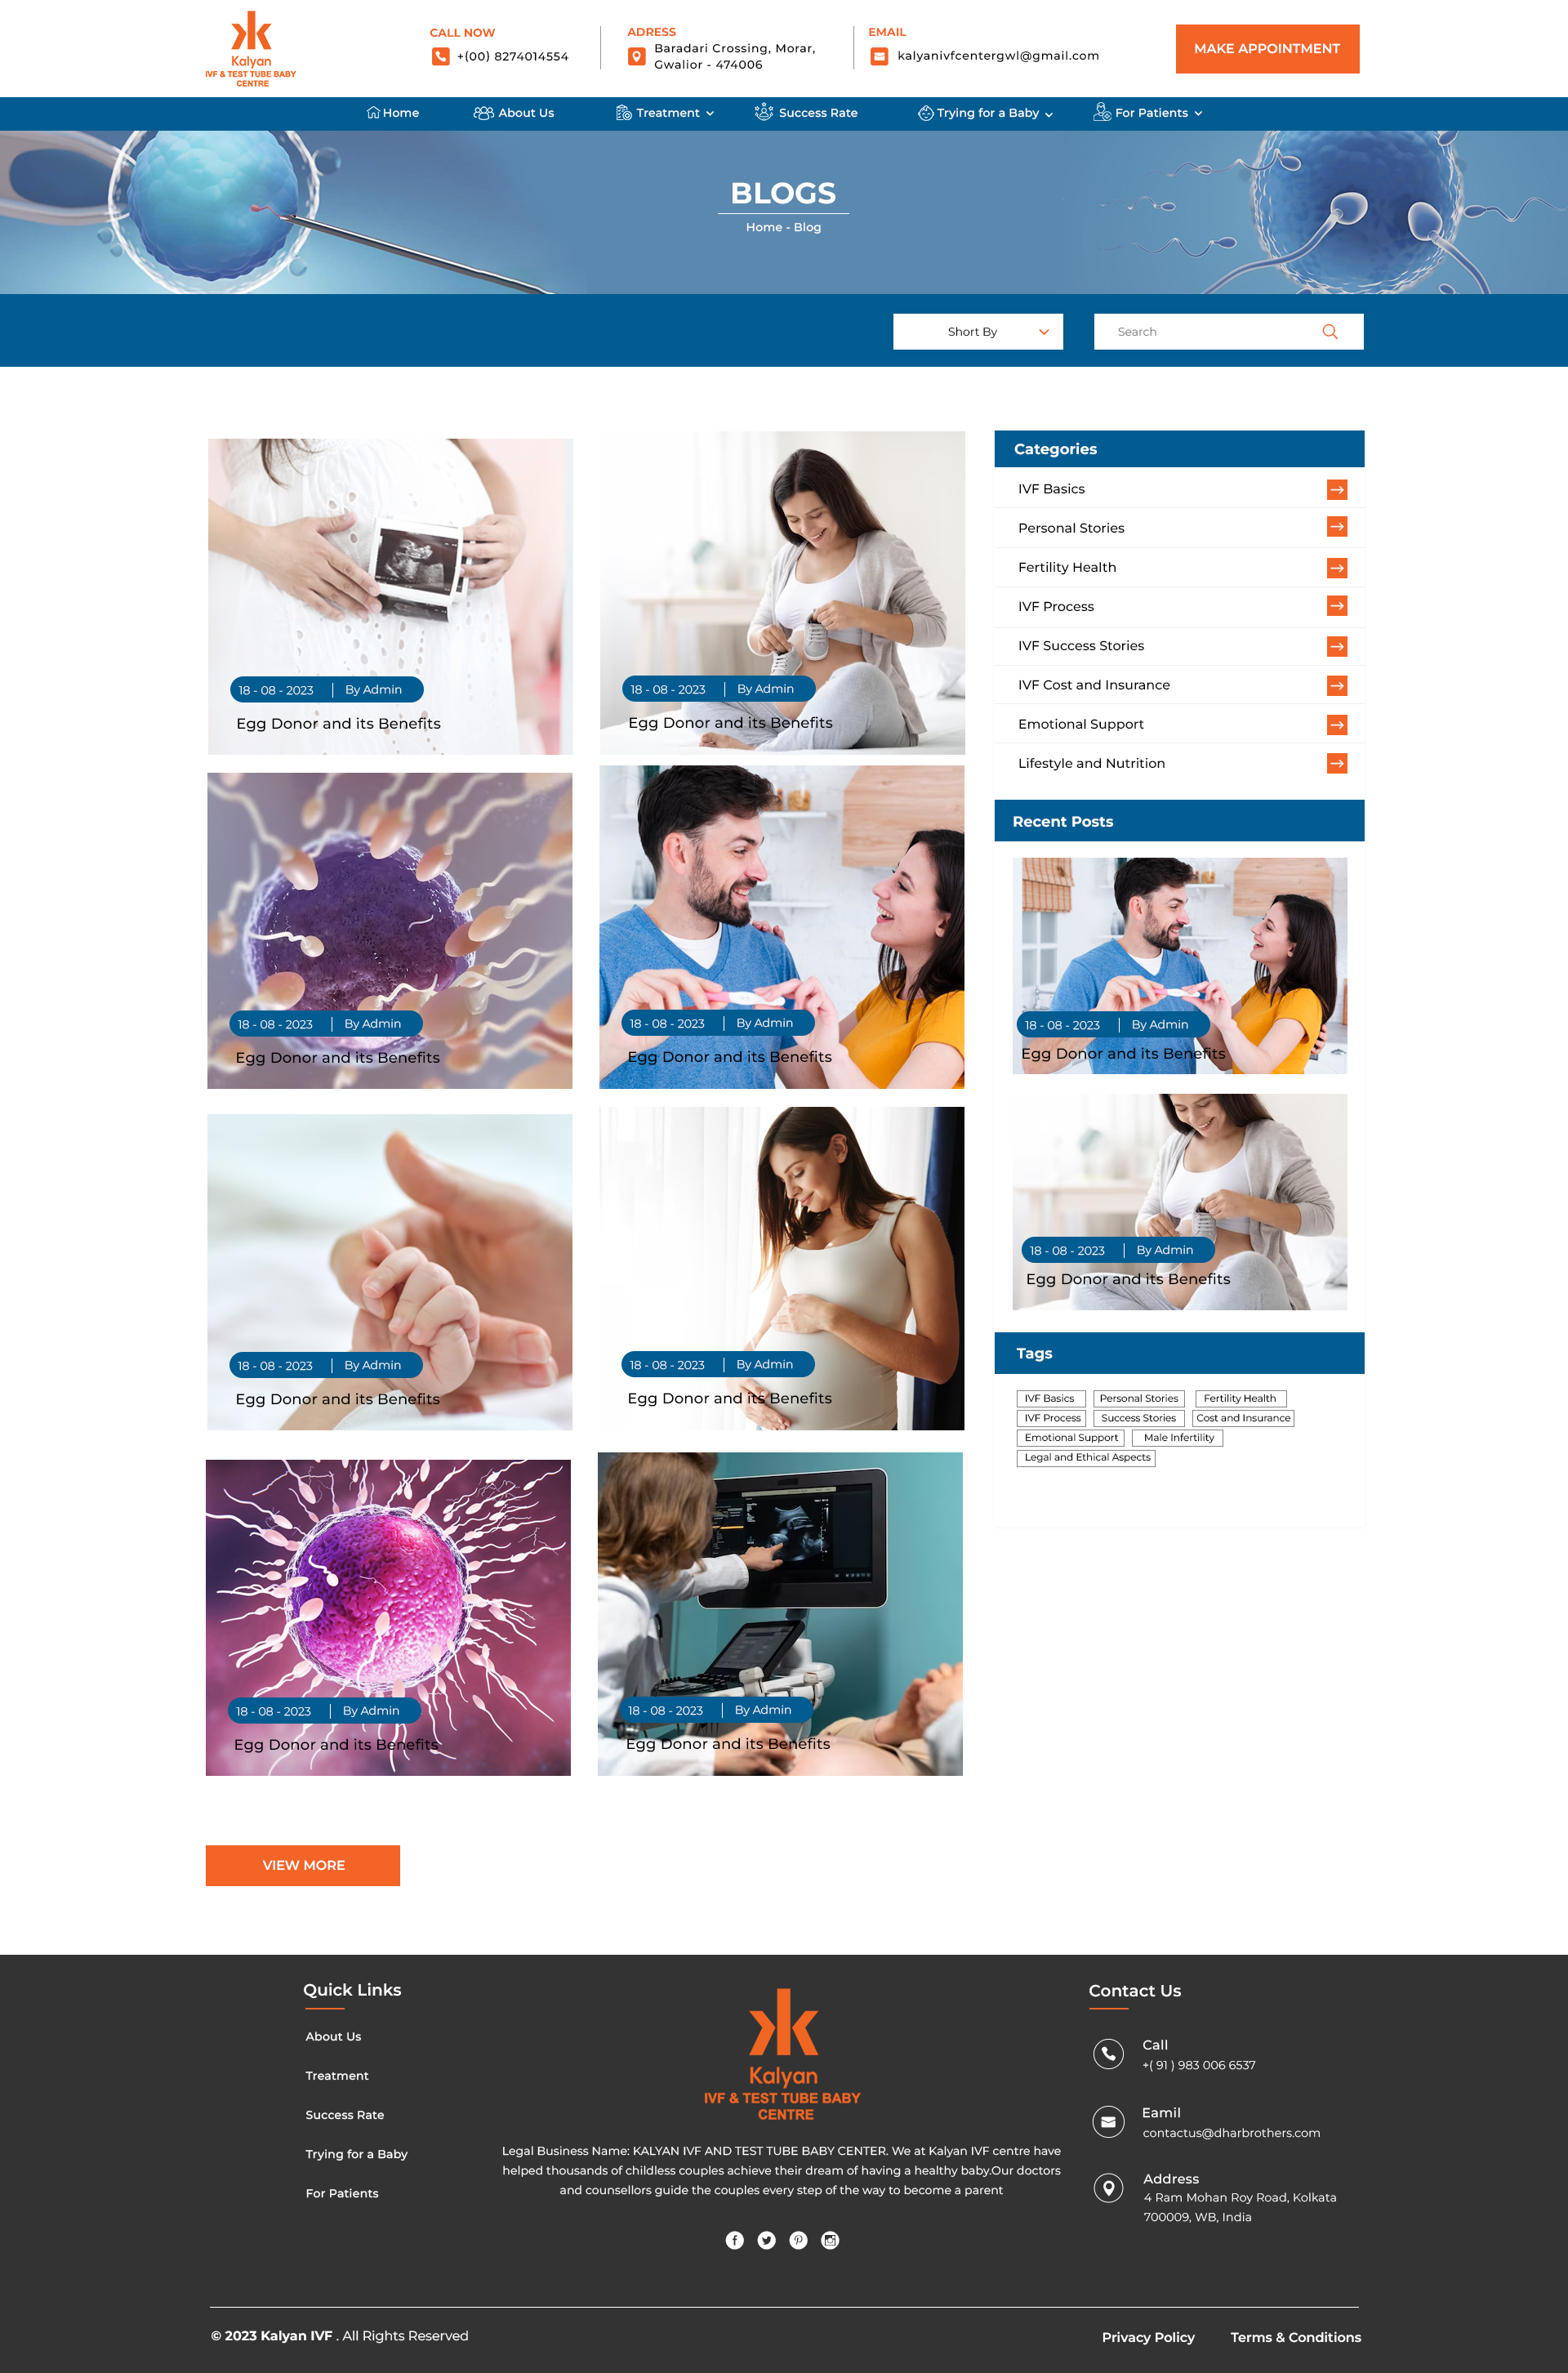 Kalyan
IVF & TEST TUBE BABY
CENTRE
CALL NOW
+(00) 8274014554
ADRESS
Baradari Crossing, Morar,
Gwalior - 474006
EMAIL
kalyanivfcentergwl@gmail.com
MAKE APPOINTMENT
Home
About Us
Treatment
Success Rate
Trying for a Baby
For Patients
BLOGS
Home - Blog
Short By
Search
18 - 08 - 2023 By Admin
Egg Donor and its Benefits
18 - 08 - 2023 By Admin
Egg Donor and its Benefits
18 - 08 - 2023 By Admin
Egg Donor and its Benefits
18 - 08 - 2023 By Admin
Egg Donor and its Benefits
18 - 08 - 2023 By Admin
Egg Donor and its Benefits
18 - 08 - 2023 By Admin
Egg Donor and its Benefits
18 - 08 - 2023 By Admin
Egg Donor and its Benefits
18 - 08 - 2023 By Admin
Egg Donor and its Benefits
VIEW MORE
Categories
IVF Basics
Personal Stories
Fertility Health
IVF Process
IVF Success Stories
IVF Cost and Insurance
Emotional Support
Lifestyle and Nutrition
Recent Posts
18 - 08 - 2023 By Admin
Egg Donor and its Benefits
18 - 08 - 2023 By Admin
Egg Donor and its Benefits
Tags
IVF Basics Personal Stories Fertility Health
IVF Process Success Stories Cost and Insurance
Emotional Support Male Infertility
Legal and Ethical Aspects
Quick Links
About Us
Treatment
Success Rate
Trying for a Baby
For Patients
Kalyan
IVF & TEST TUBE BABY
CENTRE
Legal Business Name: KALYAN IVF AND TEST TUBE BABY CENTER. We at Kalyan IVF centre have
helped thousands of childless couples achieve their dream of having a healthy baby.Our doctors
and counsellors guide the couples every step of the way to become a parent
Contact Us
Call
+( 91 ) 983 006 6537
Eamil
contactus@dharbrothers.com
Address
4 Ram Mohan Roy Road, Kolkata
700009, WB, India
© 2023 Kalyan IVF . All Rights Reserved
Privacy Policy
Terms & Conditions